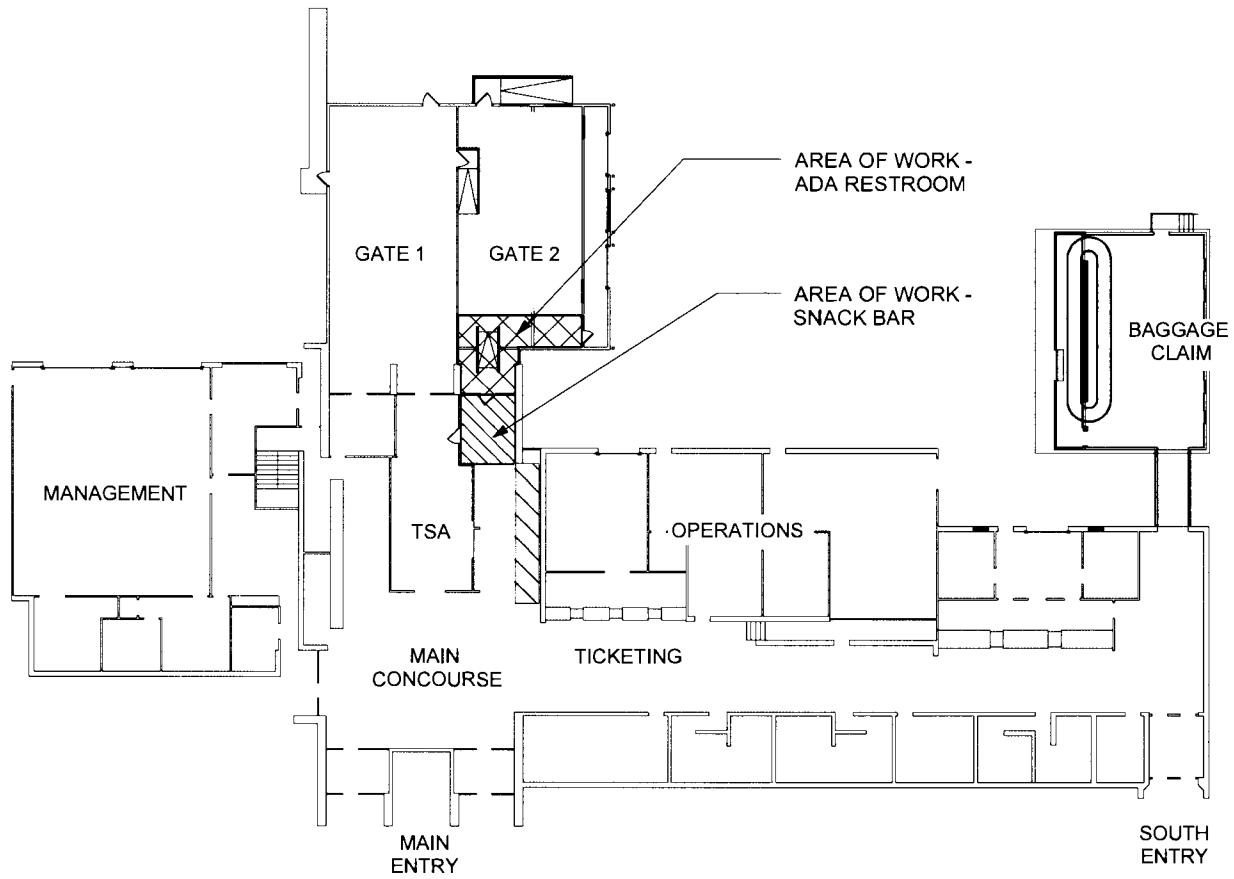 AREA OF WORK -
ADA RESTROOM
GATE 1
GATE 2
AREA OF WORK -
SNACK BAR
BAGGAGE
CLAIM
MANAGEMENT
TSA
OPERATIONS
MAIN
CONCOURSE
TICKETING
MAIN
ENTRY
SOUTH
ENTRY